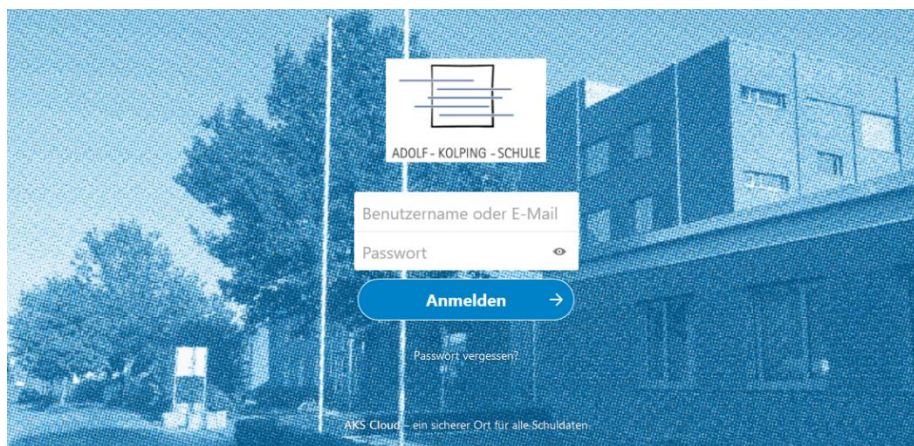 ADOLF - KOLPING - SCHULE
Benutzername oder E-Mail
Passwort
Anmelden
Passwort vergessen?
AKS Cloud – ein sicherer Ort für alle Schuldaten